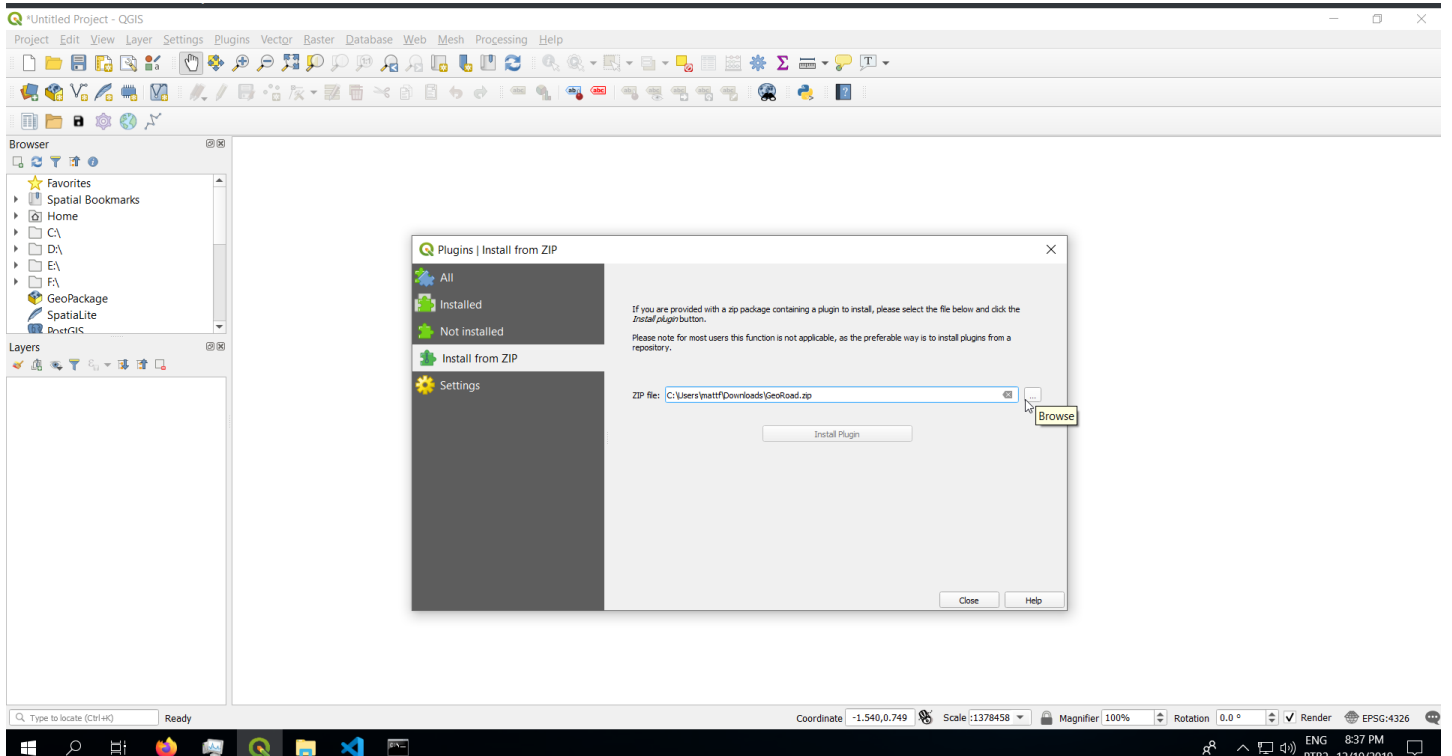 *Untitled Project - QGIS
Project Edit View Layer Settings Plugins Vector Raster Database Web Mesh Processing Help
Browser
Favorites
Spatial Bookmarks
Home
C:\
D:\
E:\
F:\
GeoPackage
SpatiaLite
PostGIS
Layers
Plugins | Install from ZIP
All
Installed
Not installed
Install from ZIP
Settings
If you are provided with a zip package containing a plugin to install, please select the file below and click the
Install plugin button.
Please note for most users this function is not applicable, as the preferable way is to install plugins from a
repository.
ZIP file: C:\Users\mattf\Downloads\GeoRoad.zip
...
Browse
Install Plugin
Close Help
Type to locate (Ctrl+K) Ready Coordinate -1.540,0.749 Scale :1378458 Magnifier 100% Rotation 0.0 ° Render EPSG:4326
ENG 8:37 PM